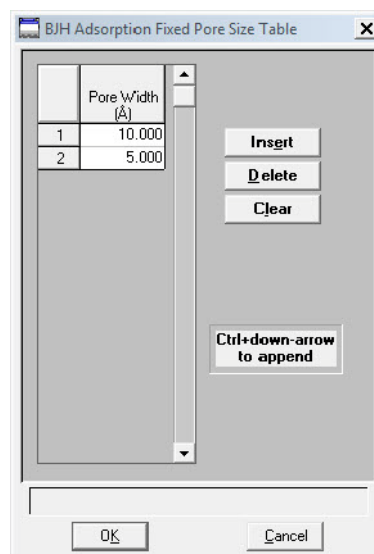 BJH Adsorption Fixed Pore Size Table
Pore Width
(Å)
1 10.000
2 5.000
Insert
Delete
Clear
Ctrl+down-arrow
to append
OK
Cancel